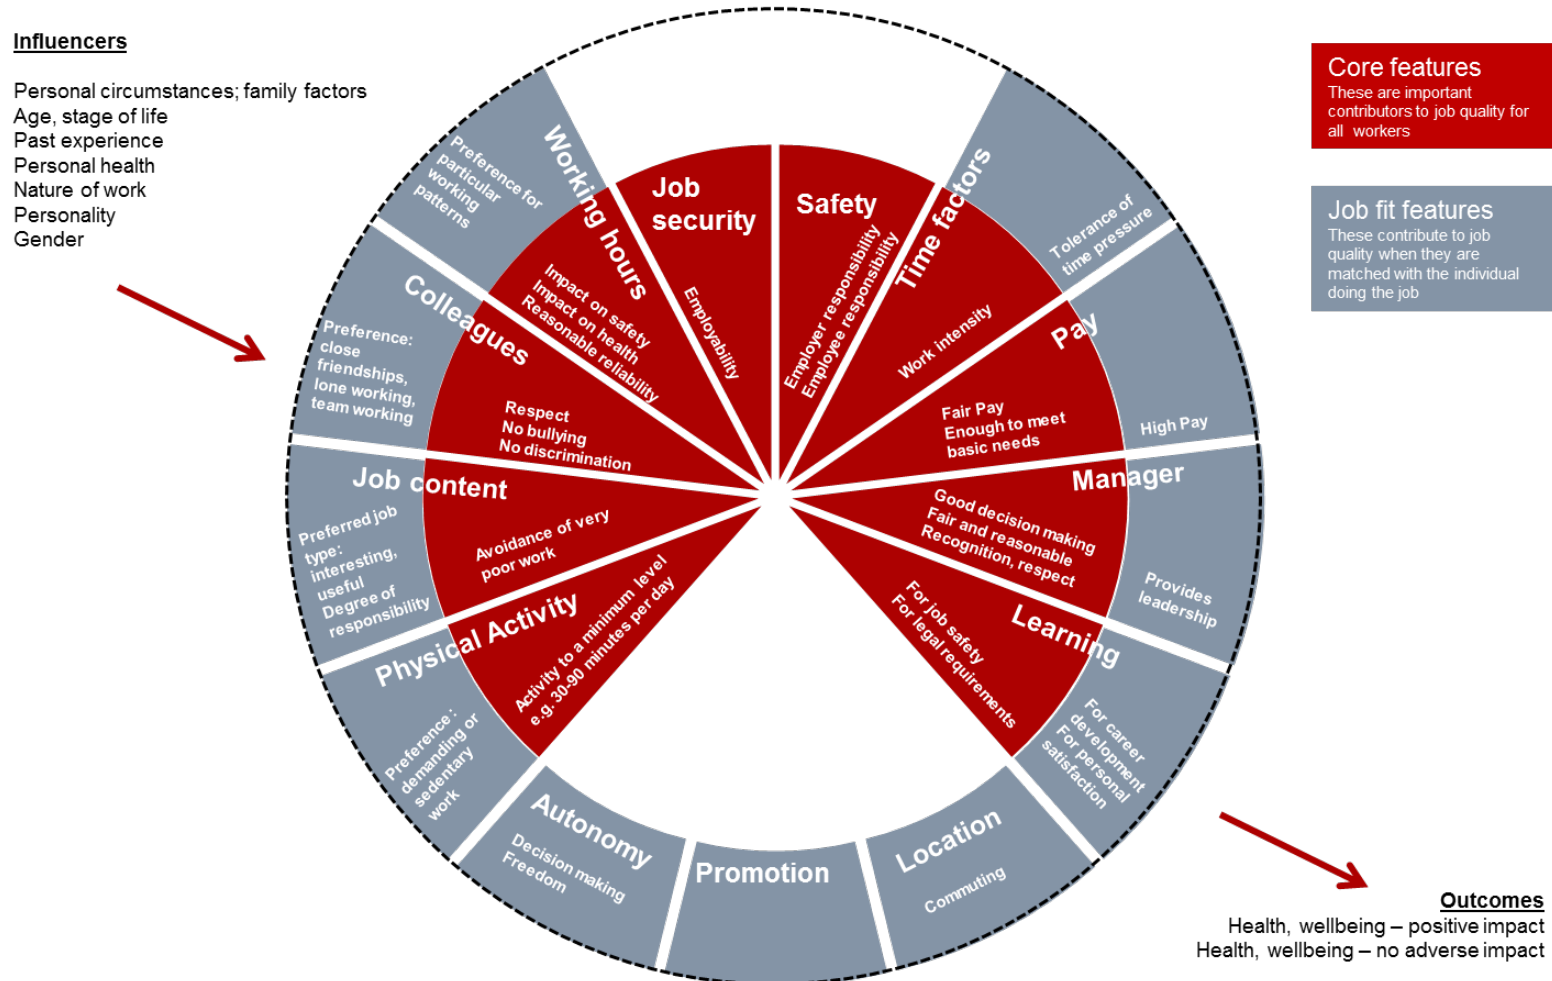 Influencers
Personal circumstances; family factors
Age, stage of life
Past experience
Personal health
Nature of work
Personality
Gender
Core features
These are important
contributors to job quality for
all workers
Job fit features
These contribute to job
quality when they are
matched with the individual
doing the job
Job
security
Employability
Safety
Employer responsibility
Employee responsibility
Time factors
Work intensity
Tolerance of
time pressure
Pay
Fair Pay
Enough to meet
basic needs
High Pay
Manager
Good decision making
Fair and reasonable
Recognition, respect
Provides
leadership
Learning
For job safety
For legal requirements
For career
development
For personal
satisfaction
Location
Commuting
Promotion
Autonomy
Decision making
Freedom
Physical Activity
Activity to a minimum level
e.g. 30-90 minutes per day
Preference :
demanding or
sedentary
work
Job content
Avoidance of very
poor work
Preferred job
type:
interesting,
useful
Degree of
responsibility
Colleagues
Respect
No bullying
No discrimination
Preference:
close
friendships,
lone working,
team working
Working hours
Impact on safety
Impact on health
Reasonable reliability
Preference for
particular
working
patterns
Outcomes
Health, wellbeing – positive impact
Health, wellbeing – no adverse impact